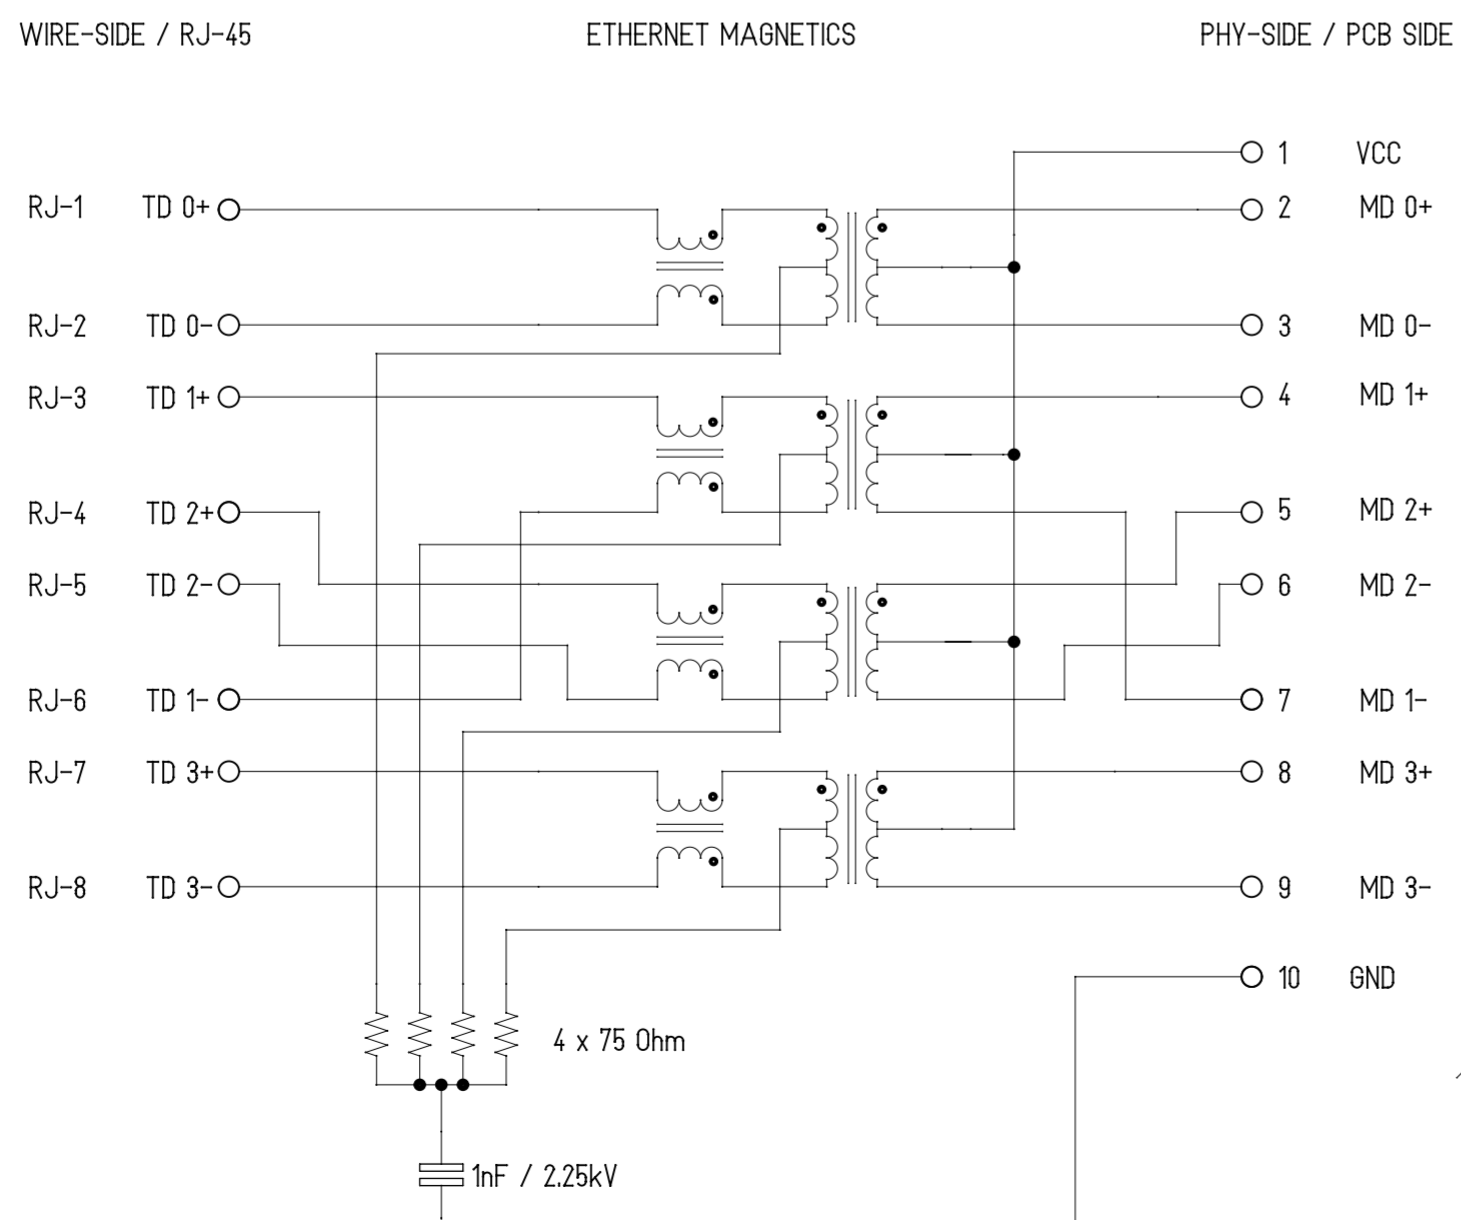 WIRE-SIDE / RJ-45 ETHERNET MAGNETICS PHY-SIDE / PCB SIDE
1 VCC
RJ-1 TD 0+ 2 MD 0+
RJ-2 TD 0- 3 MD 0-
RJ-3 TD 1+ 4 MD 1+
RJ-4 TD 2+ 5 MD 2+
RJ-5 TD 2- 6 MD 2-
RJ-6 TD 1- 7 MD 1-
RJ-7 TD 3+ 8 MD 3+
RJ-8 TD 3- 9 MD 3-
10 GND
4 x 75 Ohm
1nF / 2.25kV